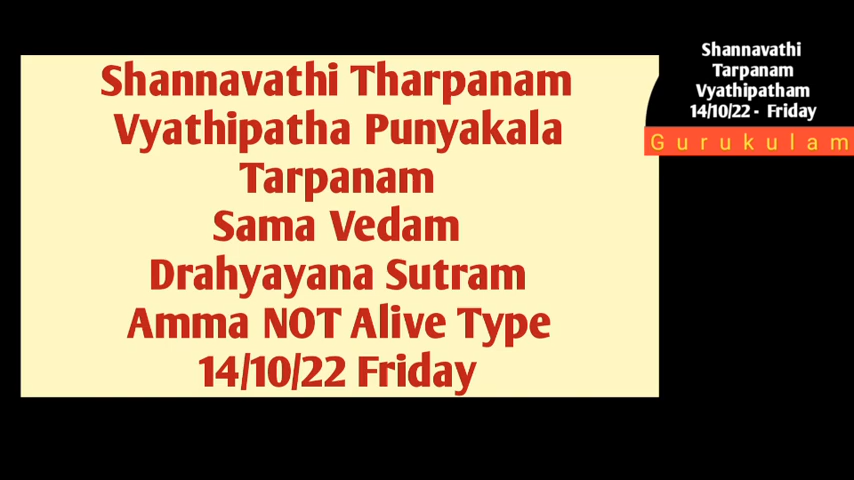 Shannavathi Tharpanam
Vyathipatha Punyakala
Tarpanam
Sama Vedam
Drahyayana Sutram
Amma NOT Alive Type
14/10/22 Friday
Shannavathi
Tarpanam
Vyathipatham
14/10/22 - Friday
Gurukulam